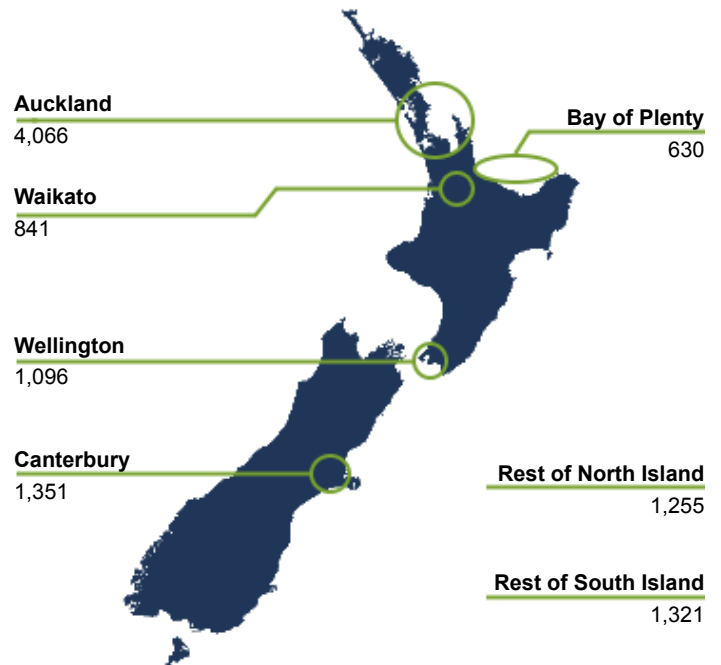 Auckland
4,066
Bay of Plenty
630
Waikato
841
Wellington
1,096
Canterbury
1,351
Rest of North Island
1,255
Rest of South Island
1,321